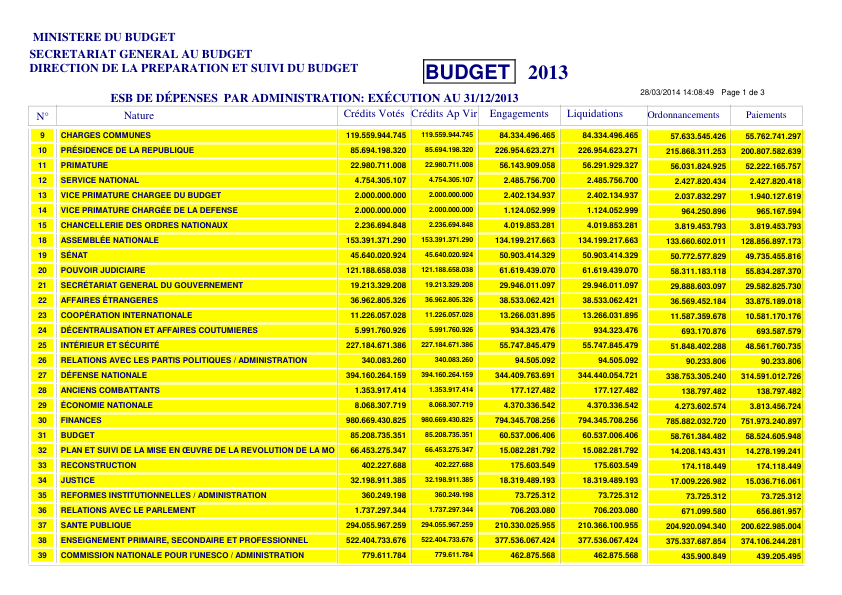 MINISTERE DU BUDGET
SECRETARIAT GENERAL AU BUDGET
DIRECTION DE LA PREPARATION ET SUIVI DU BUDGET
BUDGET 2013
28/03/2014 14:08:49 Page 1 de 3
ESB DE DÉPENSES PAR ADMINISTRATION: EXÉCUTION AU 31/12/2013
N° Nature Crédits Votés Crédits Ap Vir Engagements Liquidations Ordonnancements Paiements
9 CHARGES COMMUNES 119.559.944.745 119.559.944.745 84.334.496.465 84.334.496.465 57.633.545.426 55.762.741.297
10 PRÉSIDENCE DE LA REPUBLIQUE 85.694.198.320 85.694.198.320 226.954.623.271 226.954.623.271 215.868.311.253 200.807.582.639
11 PRIMATURE 22.980.711.008 22.980.711.008 56.143.909.058 56.291.929.327 56.031.824.925 52.222.165.757
12 SERVICE NATIONAL 4.754.305.107 4.754.305.107 2.485.756.700 2.485.756.700 2.427.820.434 2.427.820.418
13 VICE PRIMATURE CHARGEE DU BUDGET 2.000.000.000 2.000.000.000 2.402.134.937 2.402.134.937 2.037.832.297 1.940.127.619
14 VICE PRIMATURE CHARGÉE DE LA DEFENSE 2.000.000.000 2.000.000.000 1.124.052.999 1.124.052.999 964.250.896 965.167.594
15 CHANCELLERIE DES ORDRES NATIONAUX 2.236.694.848 2.236.694.848 4.019.853.281 4.019.853.281 3.819.453.793 3.819.453.793
18 ASSEMBLÉE NATIONALE 153.391.371.290 153.391.371.290 134.199.217.663 134.199.217.663 133.660.602.011 128.856.897.173
19 SÉNAT 45.640.020.924 45.640.020.924 50.903.414.329 50.903.414.329 50.772.577.829 49.735.455.816
20 POUVOIR JUDICIAIRE 121.188.658.038 121.188.658.038 61.619.439.070 61.619.439.070 58.311.183.118 55.834.287.370
21 SECRÉTARIAT GENERAL DU GOUVERNEMENT 19.213.329.208 19.213.329.208 29.946.011.097 29.946.011.097 29.888.603.097 29.582.825.730
22 AFFAIRES ÉTRANGERES 36.962.805.326 36.962.805.326 38.533.062.421 38.533.062.421 36.569.452.184 33.875.189.018
23 COOPÉRATION INTERNATIONALE 11.226.057.028 11.226.057.028 13.266.031.895 13.266.031.895 11.587.359.678 10.581.170.176
24 DÉCENTRALISATION ET AFFAIRES COUTUMIERES 5.991.760.926 5.991.760.926 934.323.476 934.323.476 693.170.876 693.587.579
25 INTÉRIEUR ET SÉCURITÉ 227.184.671.386 227.184.671.386 55.747.845.479 55.747.845.479 51.848.402.288 48.561.760.735
26 RELATIONS AVEC LES PARTIS POLITIQUES / ADMINISTRATION 340.083.260 340.083.260 94.505.092 94.505.092 90.233.806 90.233.806
27 DÉFENSE NATIONALE 394.160.264.159 394.160.264.159 344.409.763.691 344.440.054.721 338.753.305.240 314.591.012.726
28 ANCIENS COMBATTANTS 1.353.917.414 1.353.917.414 177.127.482 177.127.482 138.797.482 138.797.482
29 ÉCONOMIE NATIONALE 8.068.307.719 8.068.307.719 4.370.336.542 4.370.336.542 4.273.602.574 3.813.456.724
30 FINANCES 980.669.430.825 980.669.430.825 794.345.708.256 794.345.708.256 785.882.032.720 751.973.240.897
31 BUDGET 85.208.735.351 85.208.735.351 60.537.006.406 60.537.006.406 58.761.384.482 58.524.605.948
32 PLAN ET SUIVI DE LA MISE EN ŒUVRE DE LA REVOLUTION DE LA MO 66.453.275.347 66.453.275.347 15.082.281.792 15.082.281.792 14.208.143.431 14.278.199.241
33 RECONSTRUCTION 402.227.688 402.227.688 175.603.549 175.603.549 174.118.449 174.118.449
34 JUSTICE 32.198.911.385 32.198.911.385 18.319.489.193 18.319.489.193 17.009.226.982 15.036.716.061
35 REFORMES INSTITUTIONNELLES / ADMINISTRATION 360.249.198 360.249.198 73.725.312 73.725.312 73.725.312 73.725.312
36 RELATIONS AVEC LE PARLEMENT 1.737.297.344 1.737.297.344 706.203.080 706.203.080 671.099.580 656.861.957
37 SANTE PUBLIQUE 294.055.967.259 294.055.967.259 210.330.025.955 210.366.100.955 204.920.094.340 200.622.985.004
38 ENSEIGNEMENT PRIMAIRE, SECONDAIRE ET PROFESSIONNEL 522.404.733.676 522.404.733.676 377.536.067.424 377.536.067.424 375.337.687.854 374.106.244.281
39 COMMISSION NATIONALE POUR l'UNESCO / ADMINISTRATION 779.611.784 779.611.784 462.875.568 462.875.568 435.900.849 439.205.495